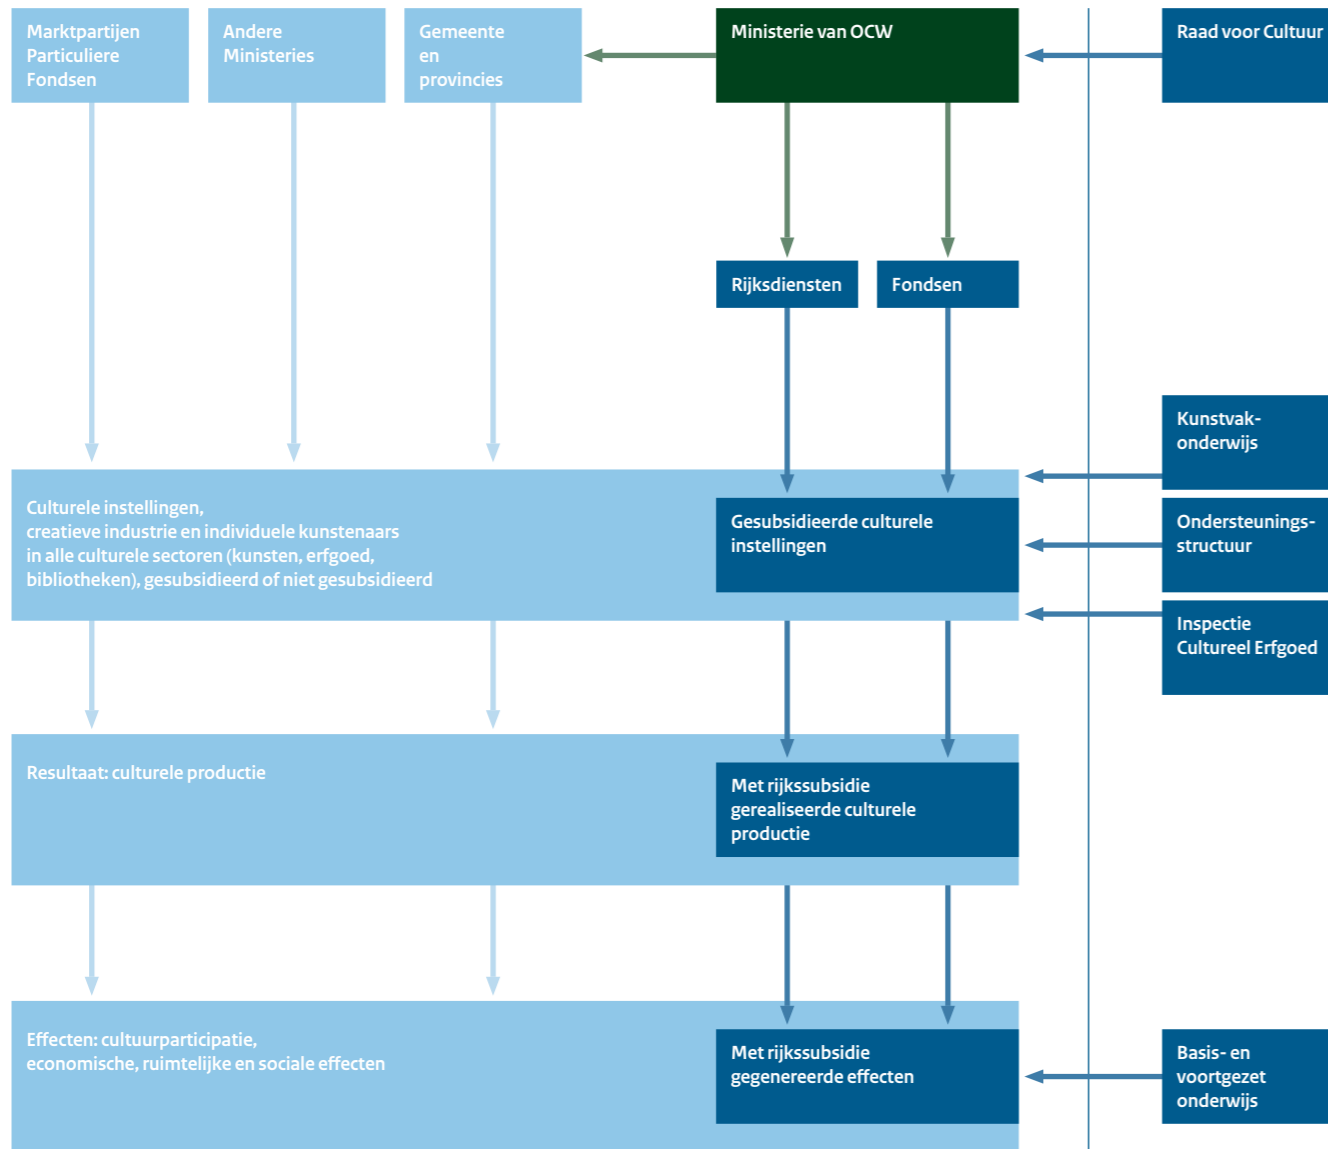 Marktpartijen
Particuliere
Fondsen
Andere
Ministeries
Gemeente
en
provincies
Ministerie van OCW
Raad voor Cultuur
Rijksdiensten
Fondsen
Kunstvak-
onderwijs
Culturele instellingen,
creatieve industrie en individuele kunstenaars
in alle culturele sectoren (kunsten, erfgoed,
bibliotheken), gesubsidieerd of niet gesubsidieerd
Gesubsidieerde culturele
instellingen
Ondersteunings-
structuur
Inspectie
Cultureel Erfgoed
Resultaat: culturele productie
Met rijkssubsidie
gerealiseerde culturele
productie
Effecten: cultuurparticipatie,
economische, ruimtelijke en sociale effecten
Met rijkssubsidie
gegenereerde effecten
Basis- en
voortgezet
onderwijs